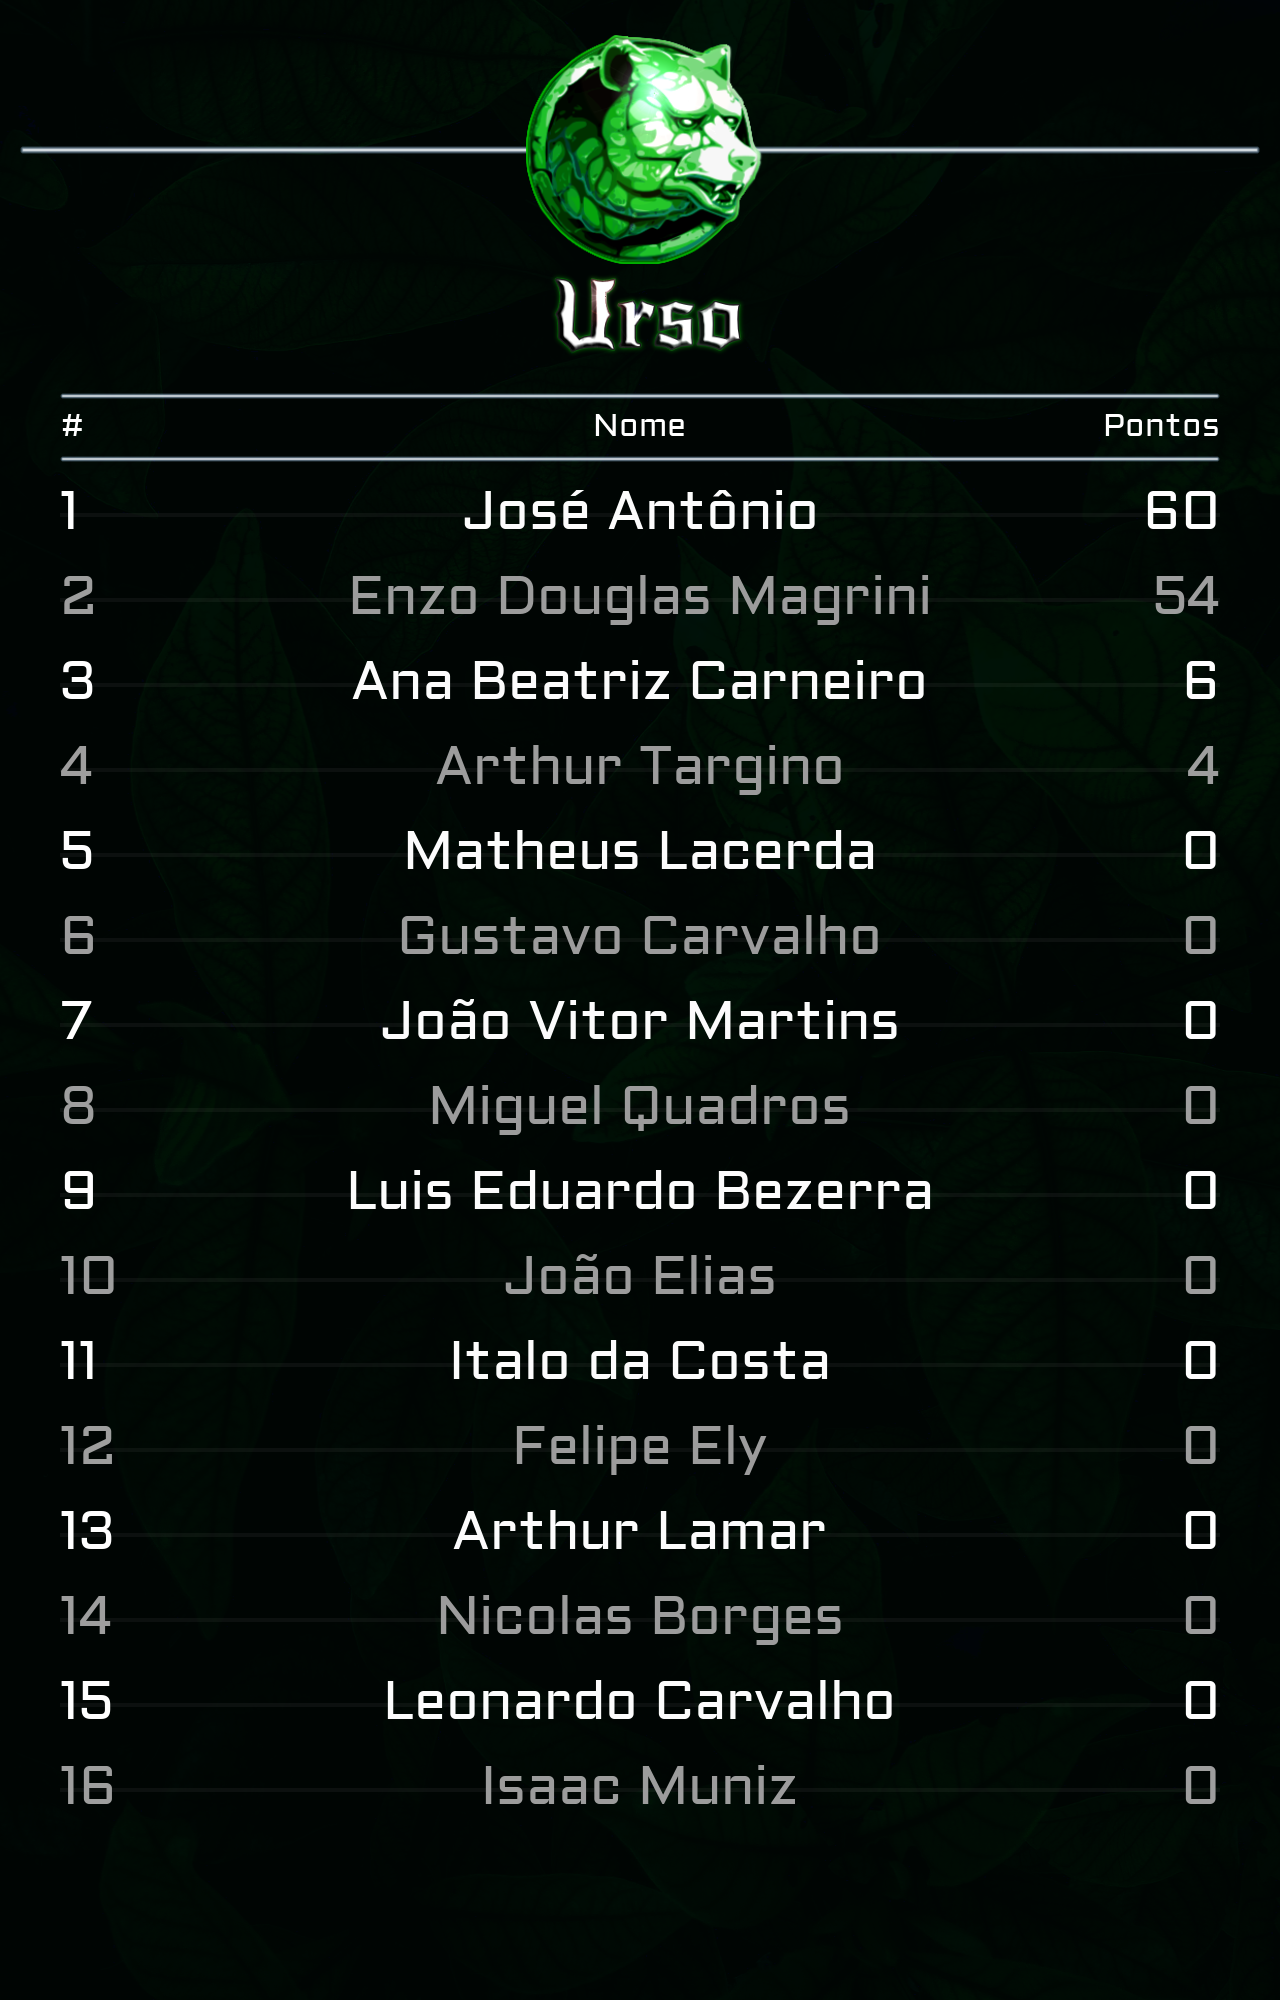 Urso
# Nome Pontos
1 José Antônio 60
2 Enzo Douglas Magrini 54
3 Ana Beatriz Carneiro 6
4 Arthur Targino 4
5 Matheus Lacerda 0
6 Gustavo Carvalho 0
7 João Vitor Martins 0
8 Miguel Quadros 0
9 Luis Eduardo Bezerra 0
10 João Elias 0
11 Italo da Costa 0
12 Felipe Ely 0
13 Arthur Lamar 0
14 Nicolas Borges 0
15 Leonardo Carvalho 0
16 Isaac Muniz 0